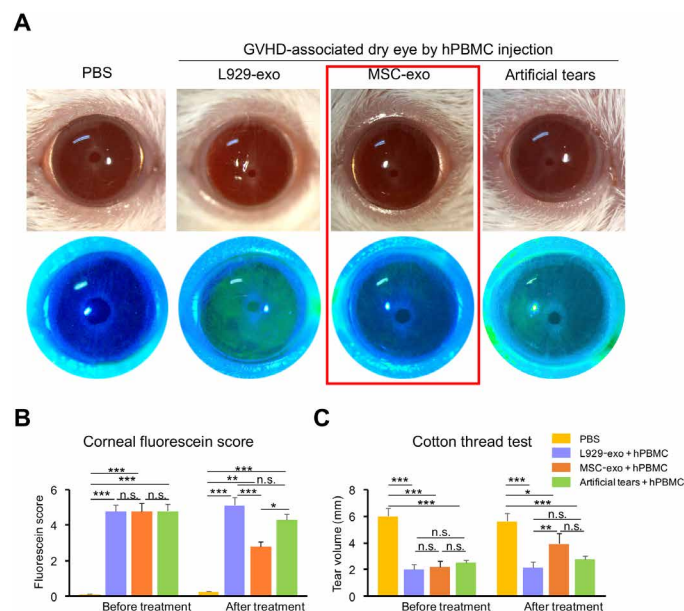 A
GVHD-associated dry eye by hPBMC injection
PBS
L929-exo
MSC-exo
Artificial tears
B
Corneal fluorescein score
***
***
***
n.s.
n.s.
***
**
n.s.
***
***
*
6
4
2
0
Fluorescein score
Before treatment
After treatment
C
Cotton thread test
PBS
L929-exo + hPBMC
MSC-exo + hPBMC
Artificial tears + hPBMC
***
***
***
n.s.
n.s.
n.s.
***
*
***
n.s.
**
n.s.
8
6
4
2
0
Tear volume (mm)
Before treatment
After treatment